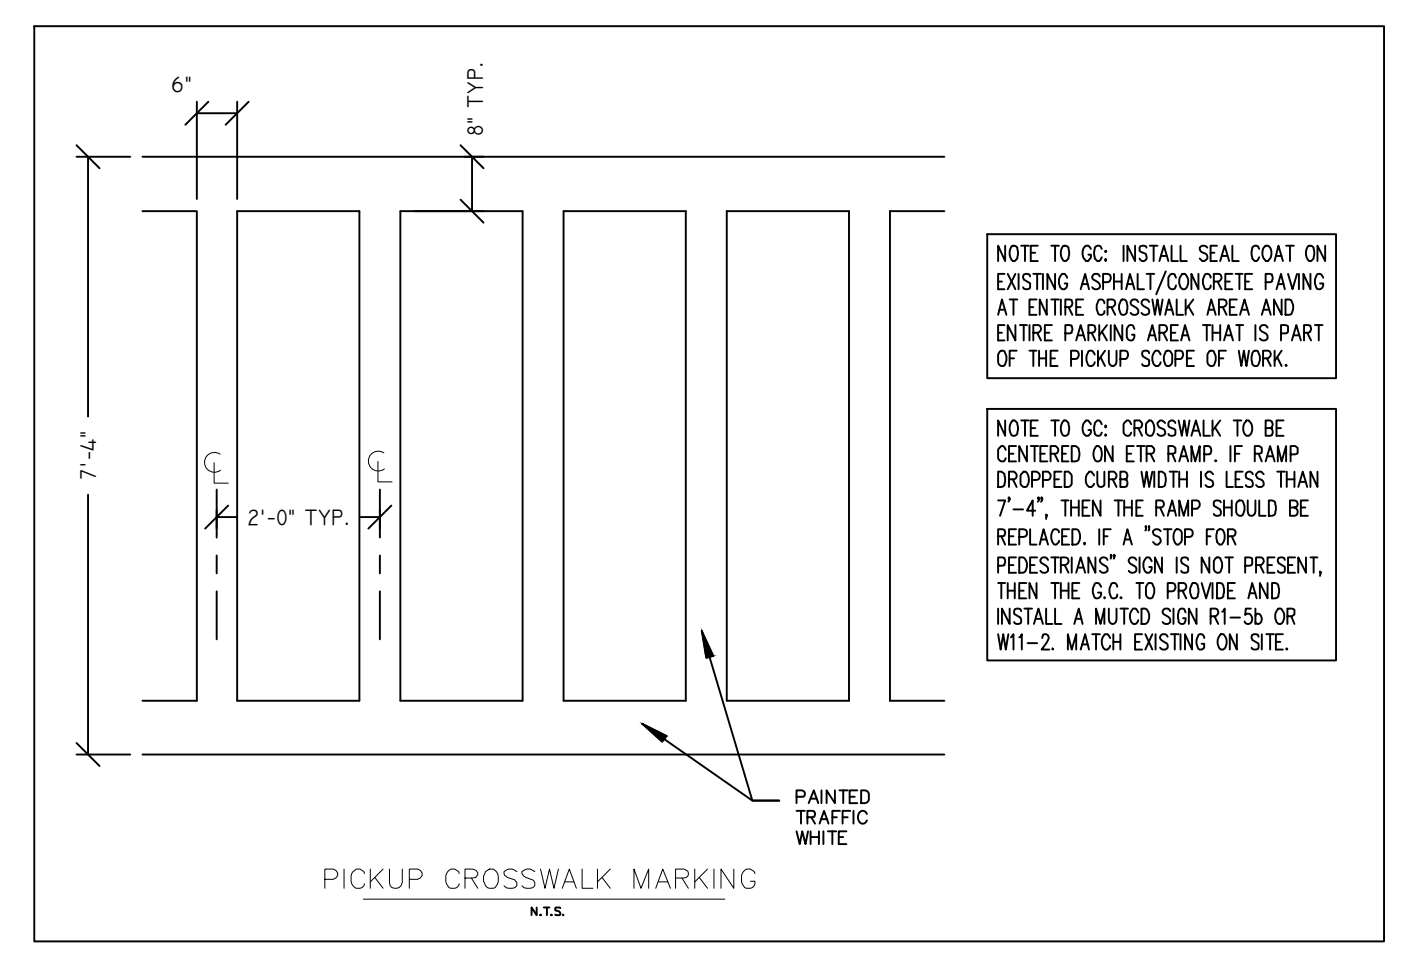 6"
8" TYP.
7'-4"
℄
℄
2'-0" TYP.
NOTE TO GC: INSTALL SEAL COAT ON
EXISTING ASPHALT/CONCRETE PAVING
AT ENTIRE CROSSWALK AREA AND
ENTIRE PARKING AREA THAT IS PART
OF THE PICKUP SCOPE OF WORK.
NOTE TO GC: CROSSWALK TO BE
CENTERED ON ETR RAMP. IF RAMP
DROPPED CURB WIDTH IS LESS THAN
7'-4", THEN THE RAMP SHOULD BE
REPLACED. IF A "STOP FOR
PEDESTRIANS" SIGN IS NOT PRESENT,
THEN THE G.C. TO PROVIDE AND
INSTALL A MUTCD SIGN R1-5b OR
W11-2. MATCH EXISTING ON SITE.
PAINTED
TRAFFIC
WHITE
PICKUP CROSSWALK MARKING
N.T.S.